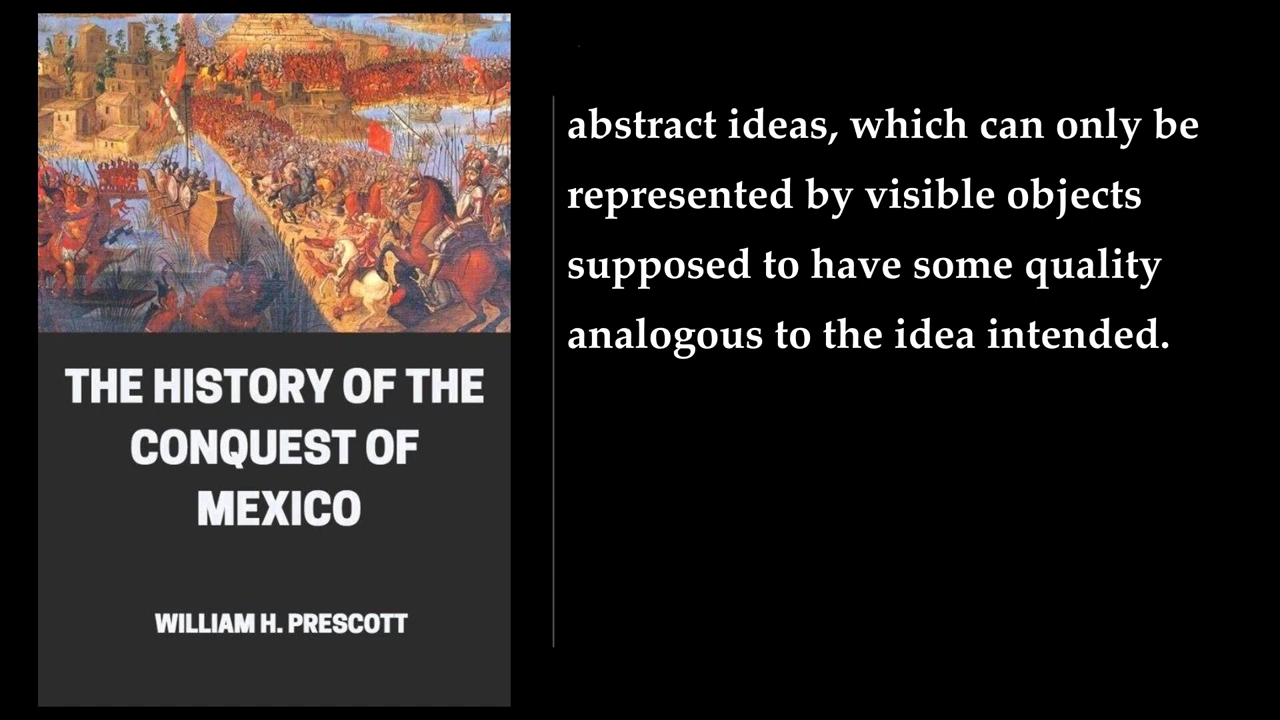 THE HISTORY OF THE
CONQUEST OF
MEXICO
WILLIAM H. PRESCOTT
abstract ideas, which can only be
represented by visible objects
supposed to have some quality
analogous to the idea intended.